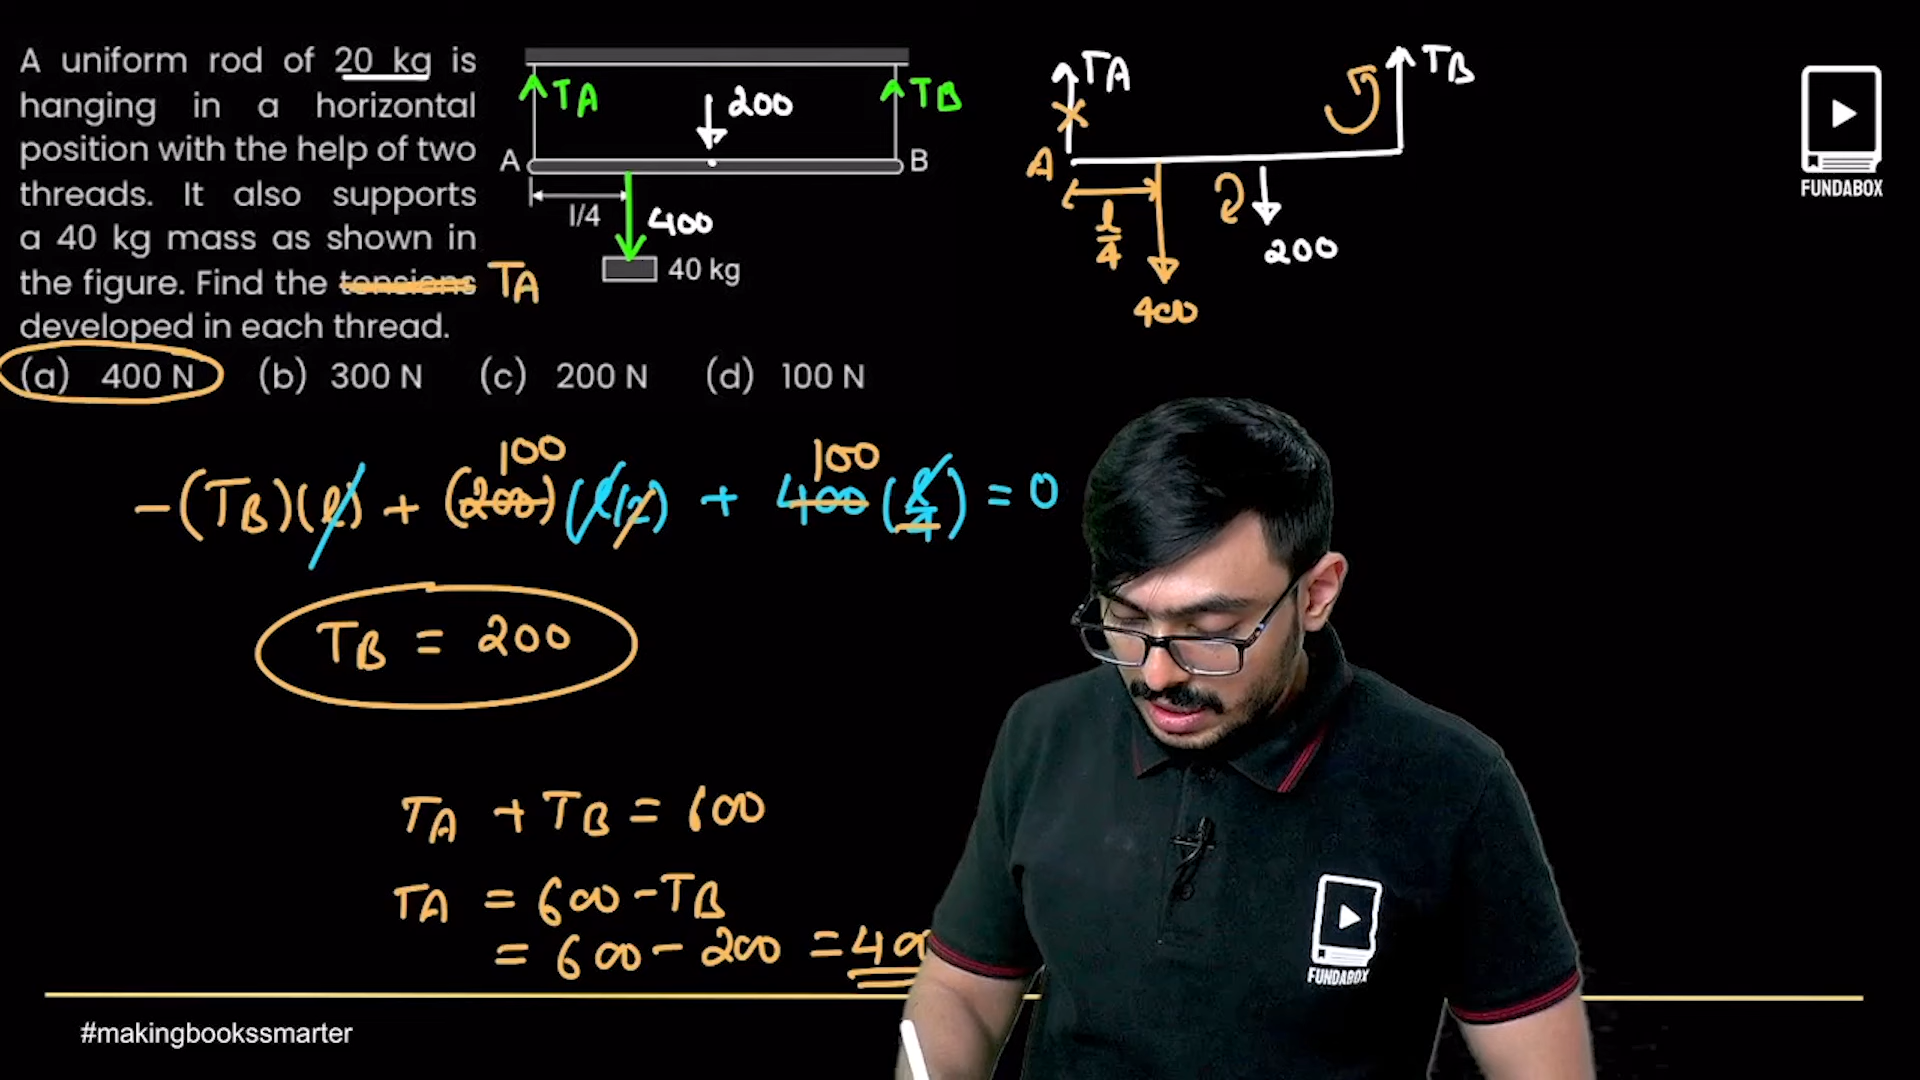 A uniform rod of 20 kg is
hanging in a horizontal
position with the help of two
threads. It also supports
a 40 kg mass as shown in
the figure. Find the tensions TA
developed in each thread.
(a) 400 N (b) 300 N (c) 200 N (d) 100 N
TA 200 TB
A B
l/4 400
40 kg
TA TB
A
l/4 200
400
FUNDABOX
100 100
-(TB)(l) + (200)(l/2) + 400(l/4) = 0
TB = 200
TA + TB = 600
TA = 600 - TB
= 600 - 200 = 400
FUNDABOX
#makingbookssmarter